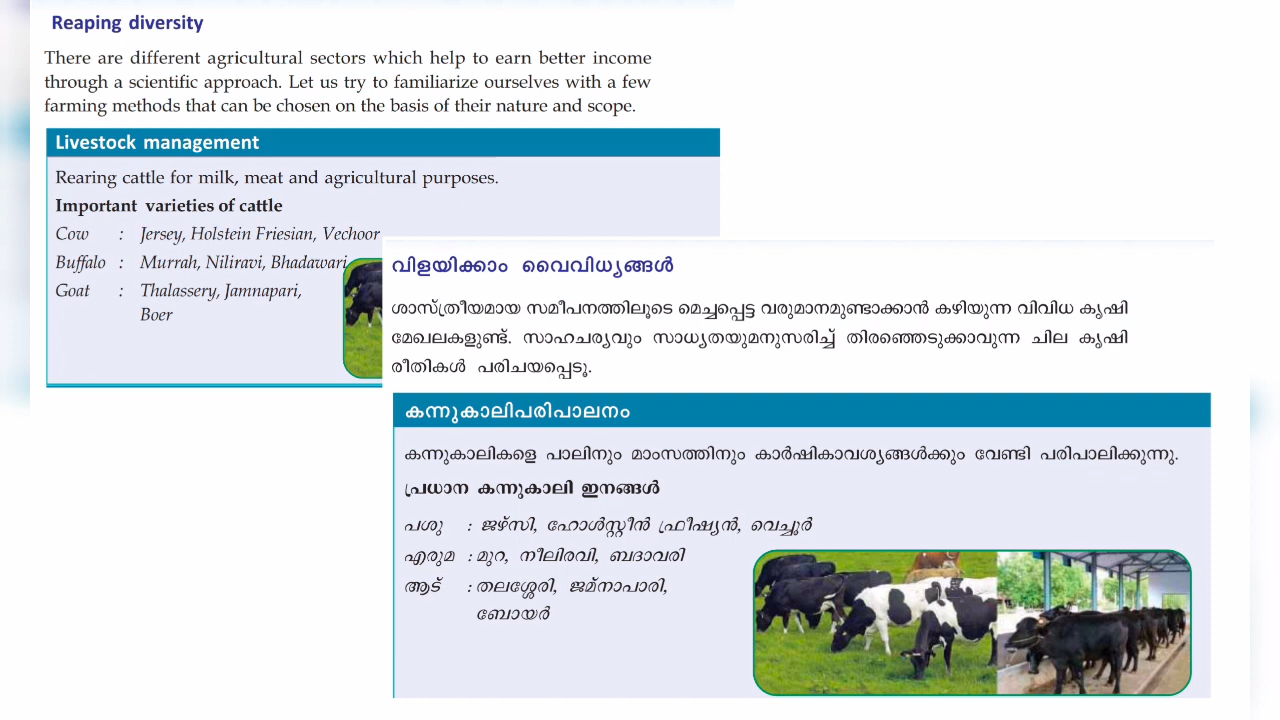 Reaping diversity
There are different agricultural sectors which help to earn better income
through a scientific approach. Let us try to familiarize ourselves with a few
farming methods that can be chosen on the basis of their nature and scope.
Livestock management
Rearing cattle for milk, meat and agricultural purposes.
Important varieties of cattle
Cow : Jersey, Holstein Friesian, Vechoor
Buffalo : Murrah, Niliravi, Bhadawari
Goat : Thalassery, Jamnapari,
Boer
വിളയിക്കാം വൈവിധ്യങ്ങൾ
ശാസ്ത്രീയമായ സമീപനത്തിലൂടെ മെച്ചപ്പെട്ട വരുമാനമുണ്ടാക്കാൻ കഴിയുന്ന വിവിധ കൃഷി
മേഖലകളുണ്ട്. സാഹചര്യവും സാധ്യതയുമനുസരിച്ച് തിരഞ്ഞെടുക്കാവുന്ന ചില കൃഷി
രീതികൾ പരിചയപ്പെടൂ.
കന്നുകാലിപരിപാലനം
കന്നുകാലികളെ പാലിനും മാംസത്തിനും കാർഷികാവശ്യങ്ങൾക്കും വേണ്ടി പരിപാലിക്കുന്നു.
പ്രധാന കന്നുകാലി ഇനങ്ങൾ
പശു : ജഴ്സി, ഹോൾസ്റ്റീൻ ഫ്രീഷ്യൻ, വെച്ചൂർ
എരുമ : മുറ, നീലിരവി, ബദാവരി
ആട് : തലശ്ശേരി, ജമ്നാപാരി,
ബോയർ